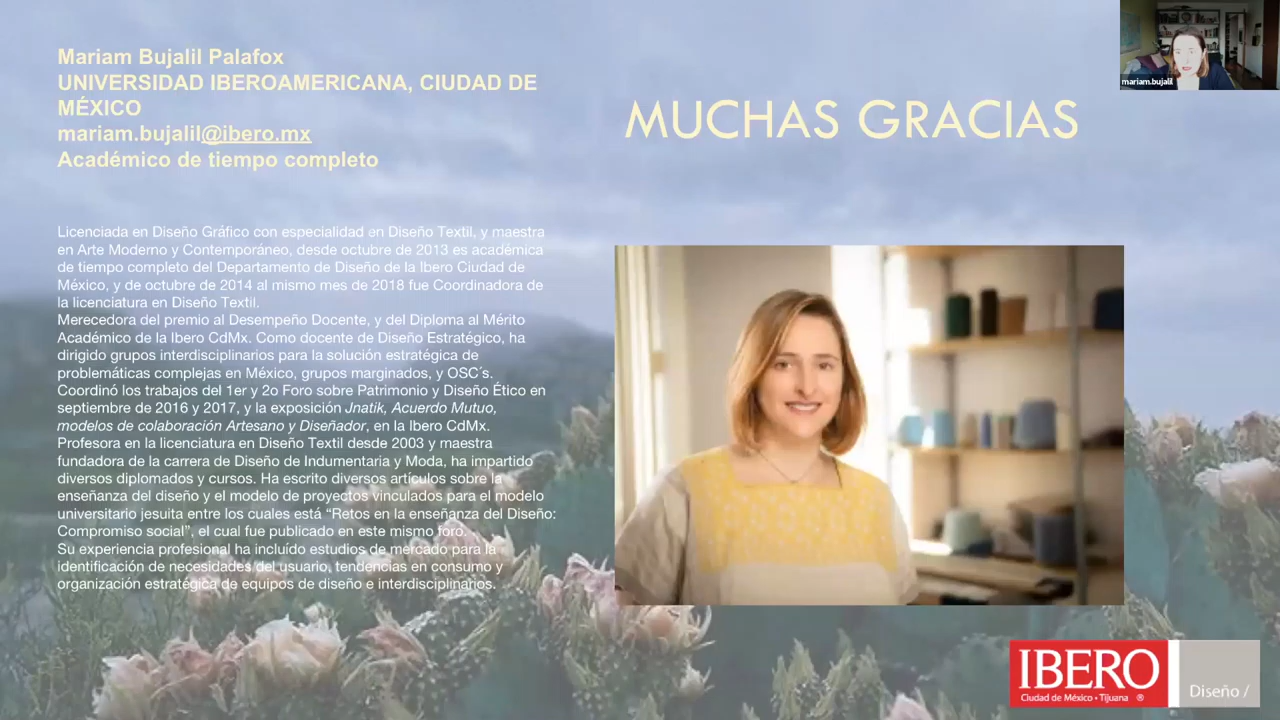 Mariam Bujalil Palafox
UNIVERSIDAD IBEROAMERICANA, CIUDAD DE
MÉXICO
mariam.bujalil@ibero.mx
Académico de tiempo completo
MUCHAS GRACIAS
mariam.bujalil
Licenciada en Diseño Gráfico con especialidad en Diseño Textil, y maestra
en Arte Moderno y Contemporáneo, desde octubre de 2013 es académica
de tiempo completo del Departamento de Diseño de la Ibero Ciudad de
México, y de octubre de 2014 al mismo mes de 2018 fue Coordinadora de
la licenciatura en Diseño Textil.
Merecedora del premio al Desempeño Docente, y del Diploma al Mérito
Académico de la Ibero CdMx. Como docente de Diseño Estratégico, ha
dirigido grupos interdisciplinarios para la solución estratégica de
problemáticas complejas en México, grupos marginados, y OSC´s.
Coordinó los trabajos del 1er y 2o Foro sobre Patrimonio y Diseño Ético en
septiembre de 2016 y 2017, y la exposición Jnatik, Acuerdo Mutuo,
modelos de colaboración Artesano y Diseñador, en la Ibero CdMx.
Profesora en la licenciatura en Diseño Textil desde 2003 y maestra
fundadora de la carrera de Diseño de Indumentaria y Moda, ha impartido
diversos diplomados y cursos. Ha escrito diversos artículos sobre la
enseñanza del diseño y el modelo de proyectos vinculados para el modelo
universitario jesuita entre los cuales está “Retos en la enseñanza del Diseño:
Compromiso social”, el cual fue publicado en este mismo foro.
Su experiencia profesional ha incluído estudios de mercado para la
identificación de necesidades del usuario, tendencias en consumo y
organización estratégica de equipos de diseño e interdisciplinarios.
IBERO
Ciudad de México • Tijuana ®
Diseño /